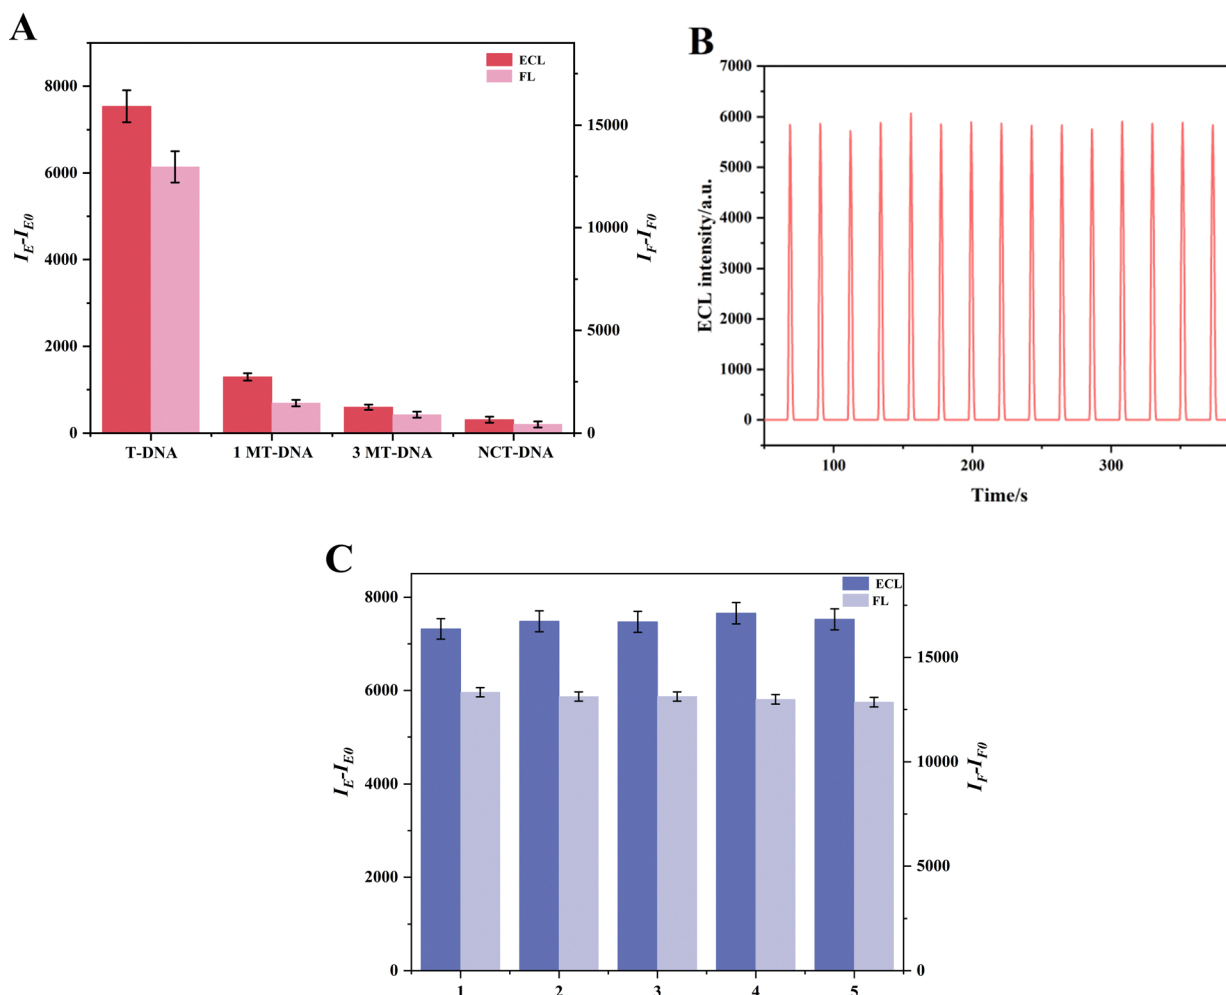 A
ECL
FL
8000
6000
4000
2000
0
15000
10000
5000
0
I_E-I_E0
I_F-I_F0
T-DNA 1 MT-DNA 3 MT-DNA NCT-DNA
B
7000
6000
5000
4000
3000
2000
1000
0
ECL intensity/a.u.
100 200 300
Time/s
C
ECL
FL
8000
6000
4000
2000
0
15000
10000
5000
0
I_E-I_E0
I_F-I_F0
1 2 3 4 5